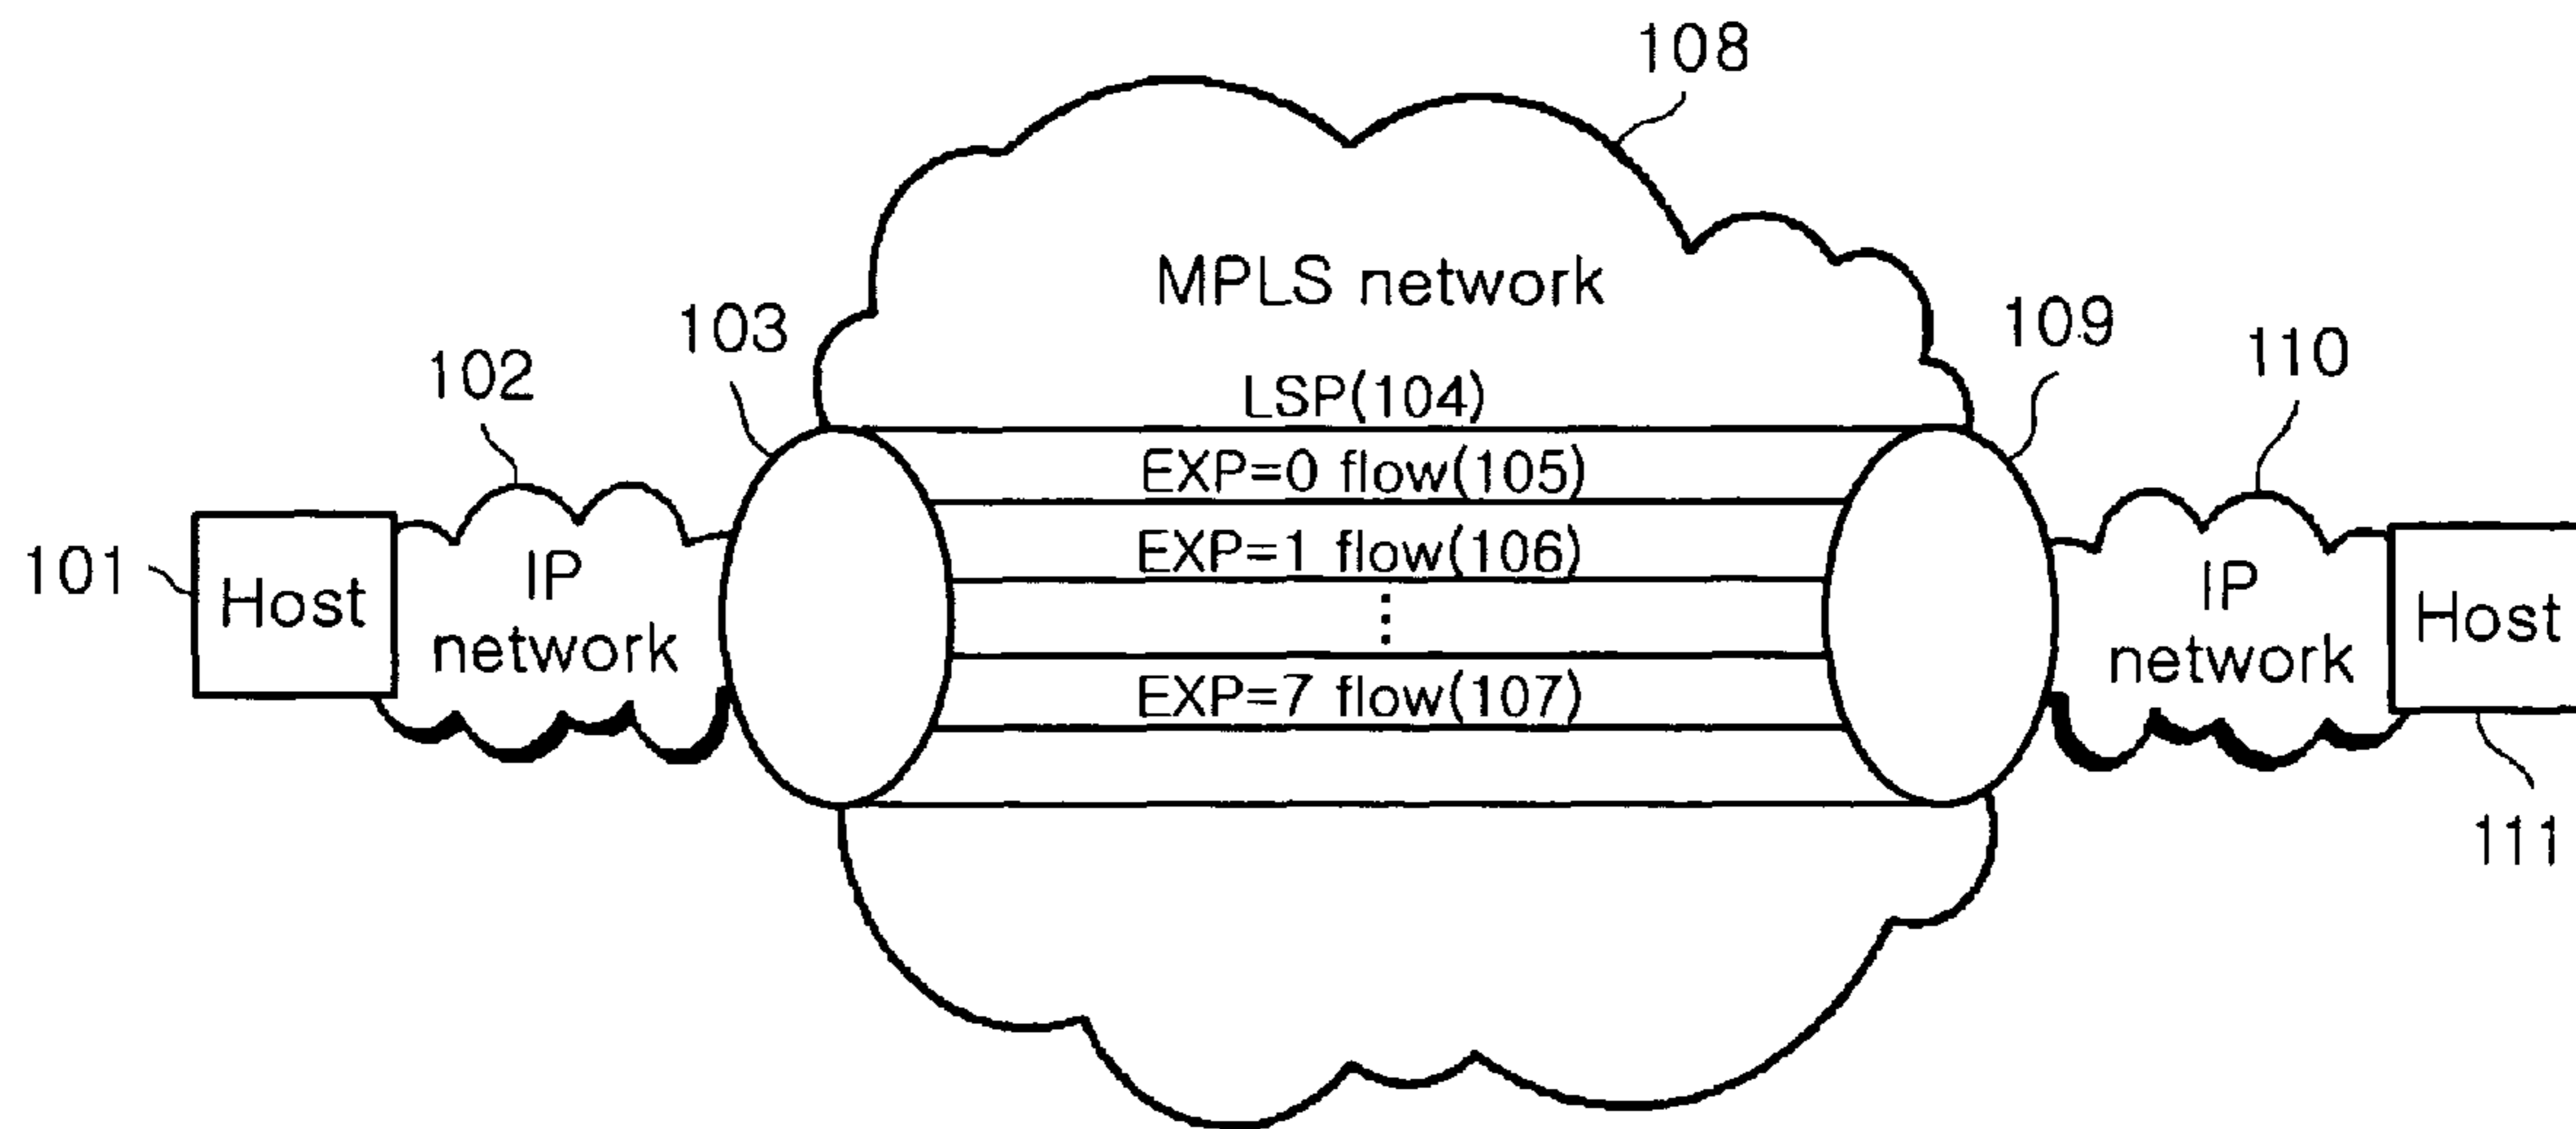 108
MPLS network
103
109
102
110
LSP(104)
EXP=0 flow(105)
EXP=1 flow(106)
101
Host
IP
network
IP
network
Host
⋮
EXP=7 flow(107)
111